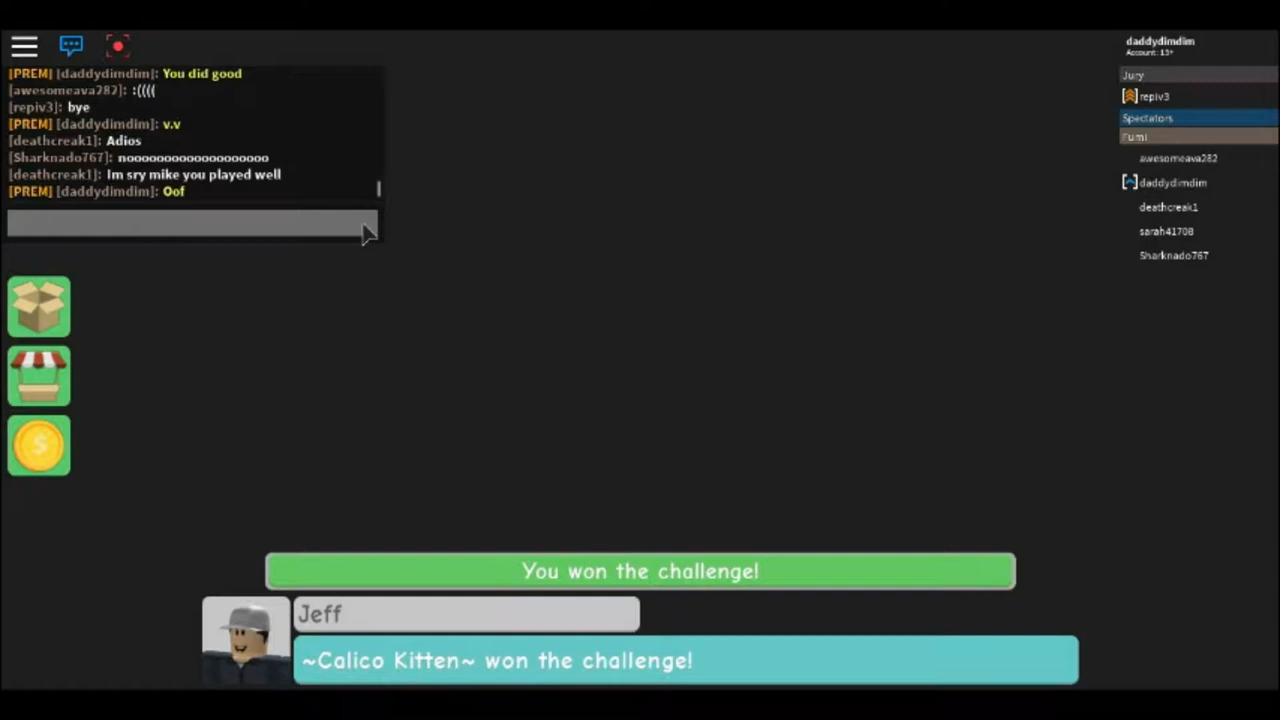 [PREM] [daddydimdim]: You did good
[awesomeava282]: :((((
[repiv3]: bye
[PREM] [daddydimdim]: v.v
[deathcreak1]: Adios
[Sharknado767]: nooooooooooooooooooo
[deathcreak1]: Im sry mike you played well
[PREM] [daddydimdim]: Oof
daddydimdim
Account: 13+
Jury
repiv3
Spectators
Fumi
awesomeava282
daddydimdim
deathcreak1
sarah41708
Sharknado767
You won the challenge!
Jeff
~Calico Kitten~ won the challenge!